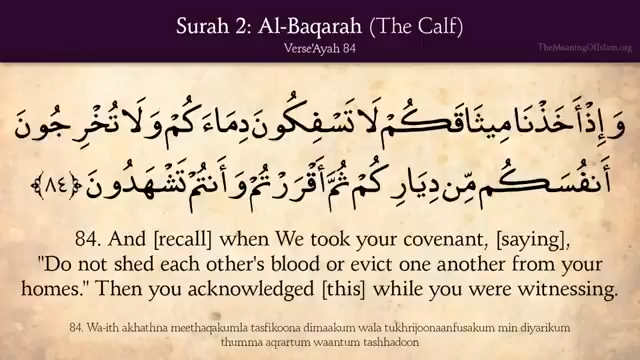 Surah 2: Al-Baqarah (The Calf)
Verse'Ayah 84
TheMeaningOfIslam.org
وَإِذْ أَخَذْنَا مِيثَاقَكُمْ لَا تَسْفِكُونَ دِمَاءَكُمْ وَلَا تُخْرِجُونَ
أَنفُسَكُم مِّن دِيَارِكُمْ ثُمَّ أَقْرَرْتُمْ وَأَنتُمْ تَشْهَدُونَ ﴿٨٤﴾
84. And [recall] when We took your covenant, [saying],
"Do not shed each other's blood or evict one another from your
homes." Then you acknowledged [this] while you were witnessing.
84. Wa-ith akhathna meethaqakumla tasfikoona dimaakum wala tukhrijoonaanfusakum min diyarikum
thumma aqrartum waantum tashhadoon